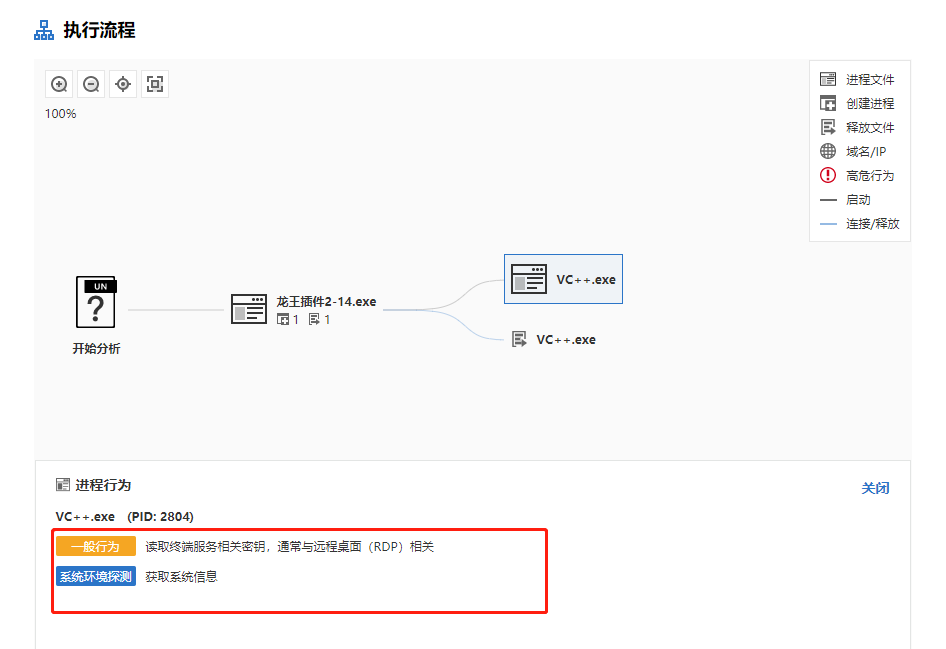 执行流程
100%
进程文件
创建进程
释放文件
域名/IP
高危行为
启动
连接/释放
UN
?
开始分析
龙王插件2-14.exe
1 1
VC++.exe
VC++.exe
进程行为
关闭
VC++.exe (PID: 2804)
一般行为 读取终端服务相关密钥，通常与远程桌面（RDP）相关
系统环境探测 获取系统信息